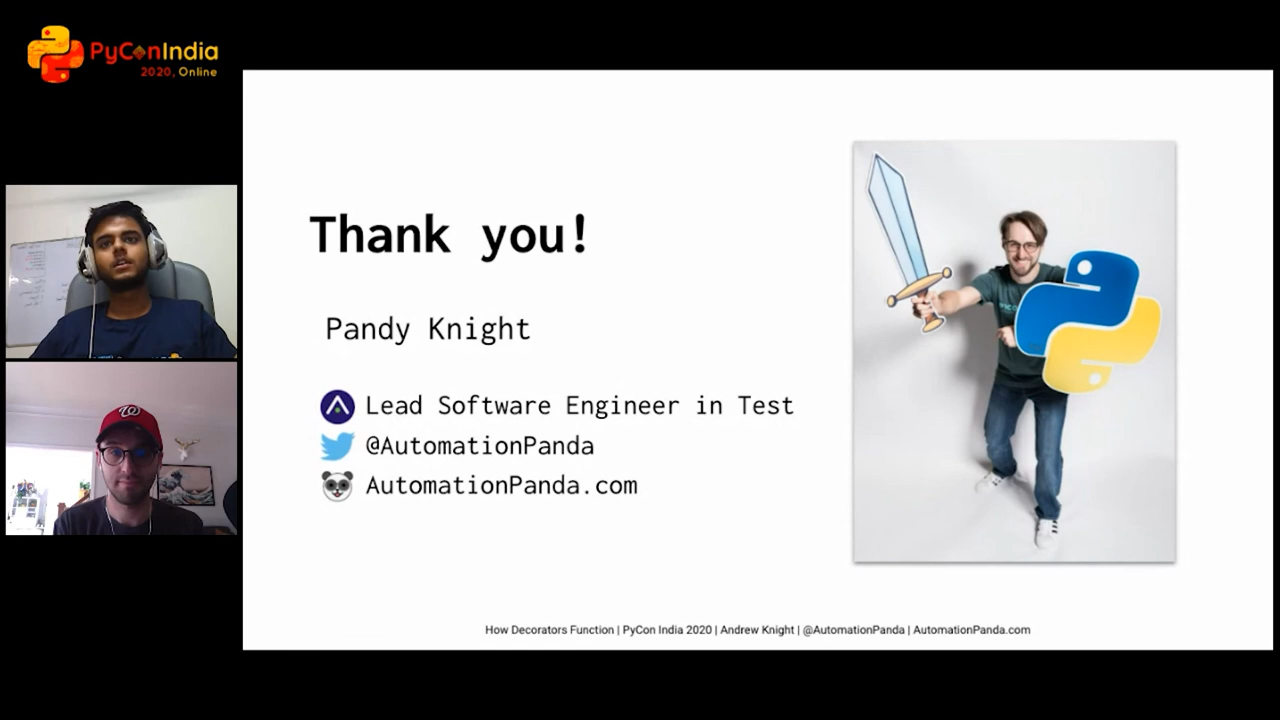 PyConIndia
2020, Online
Thank you!
Pandy Knight
Lead Software Engineer in Test
@AutomationPanda
AutomationPanda.com
How Decorators Function | PyCon India 2020 | Andrew Knight | @AutomationPanda | AutomationPanda.com